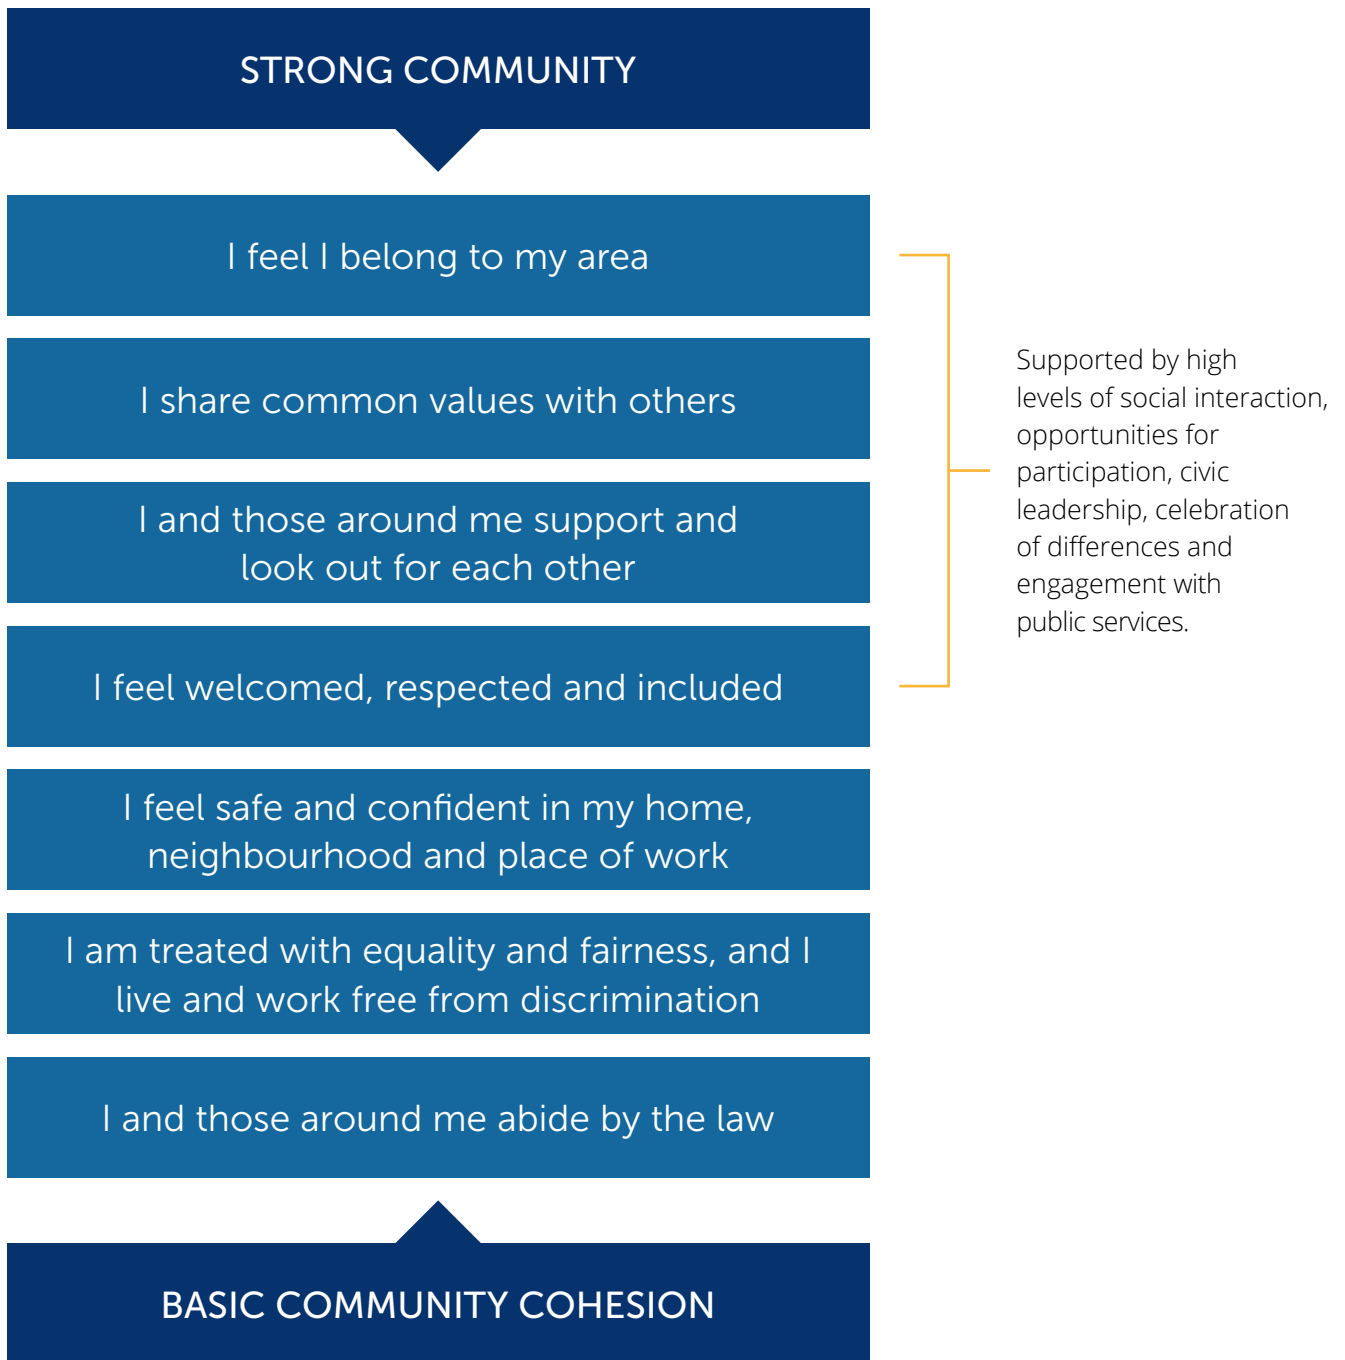 STRONG COMMUNITY
I feel I belong to my area
I share common values with others
I and those around me support and
look out for each other
I feel welcomed, respected and included
I feel safe and confident in my home,
neighbourhood and place of work
I am treated with equality and fairness, and I
live and work free from discrimination
I and those around me abide by the law
BASIC COMMUNITY COHESION
Supported by high
levels of social interaction,
opportunities for
participation, civic
leadership, celebration
of differences and
engagement with
public services.